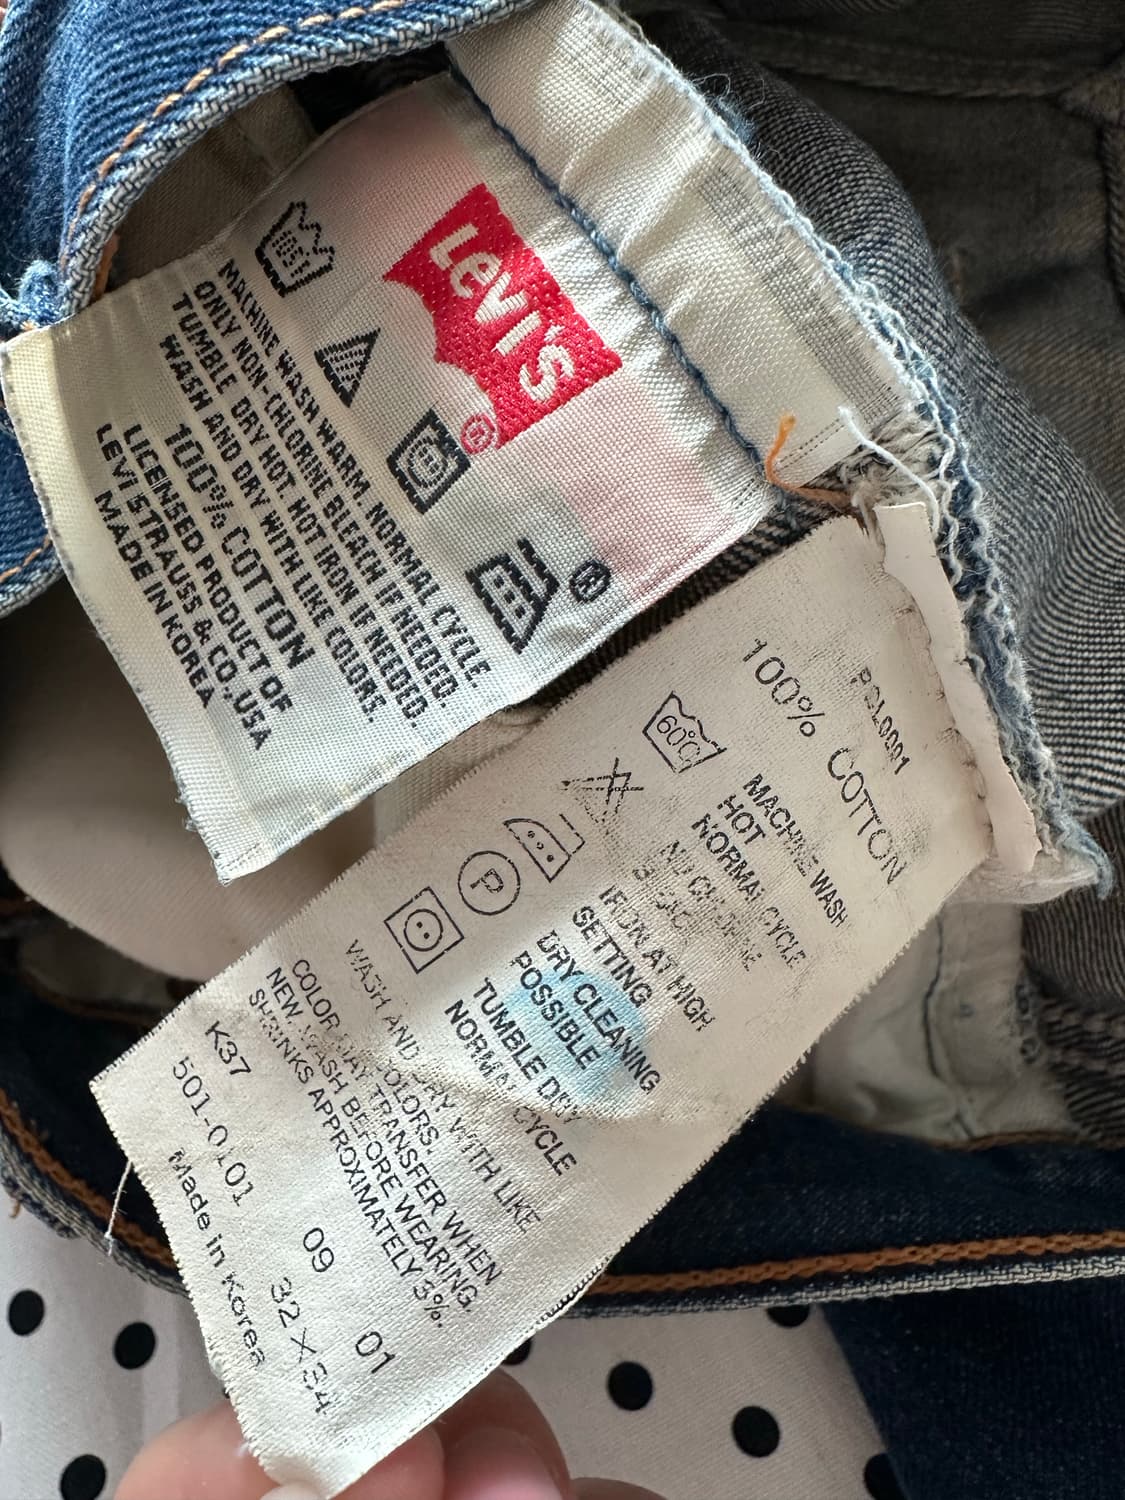 Levi's
®
®
MACHINE WASH WARM, NORMAL CYCLE.
ONLY NON-CHLORINE BLEACH IF NEEDED.
TUMBLE DRY HOT. HOT IRON IF NEEDED.
WASH AND DRY WITH LIKE COLORS.
100% COTTON
LICENSED PRODUCT OF
LEVI STRAUSS & CO., USA
MADE IN KOREA
100% COTTON
60°C
MACHINE WASH
HOT
NORMAL CYCLE
NO CHLORINE
IRON AT HIGH
SETTING
P
DRY CLEANING
POSSIBLE
TUMBLE DRY
NORMAL CYCLE
WASH AND DRY WITH LIKE
COLORS.
COLOR MAY TRANSFER WHEN
NEW. WASH BEFORE WEARING.
SHRINKS APPROXIMATELY 3%.
K37 09 01
501-0101 32 X 34
Made in Korea